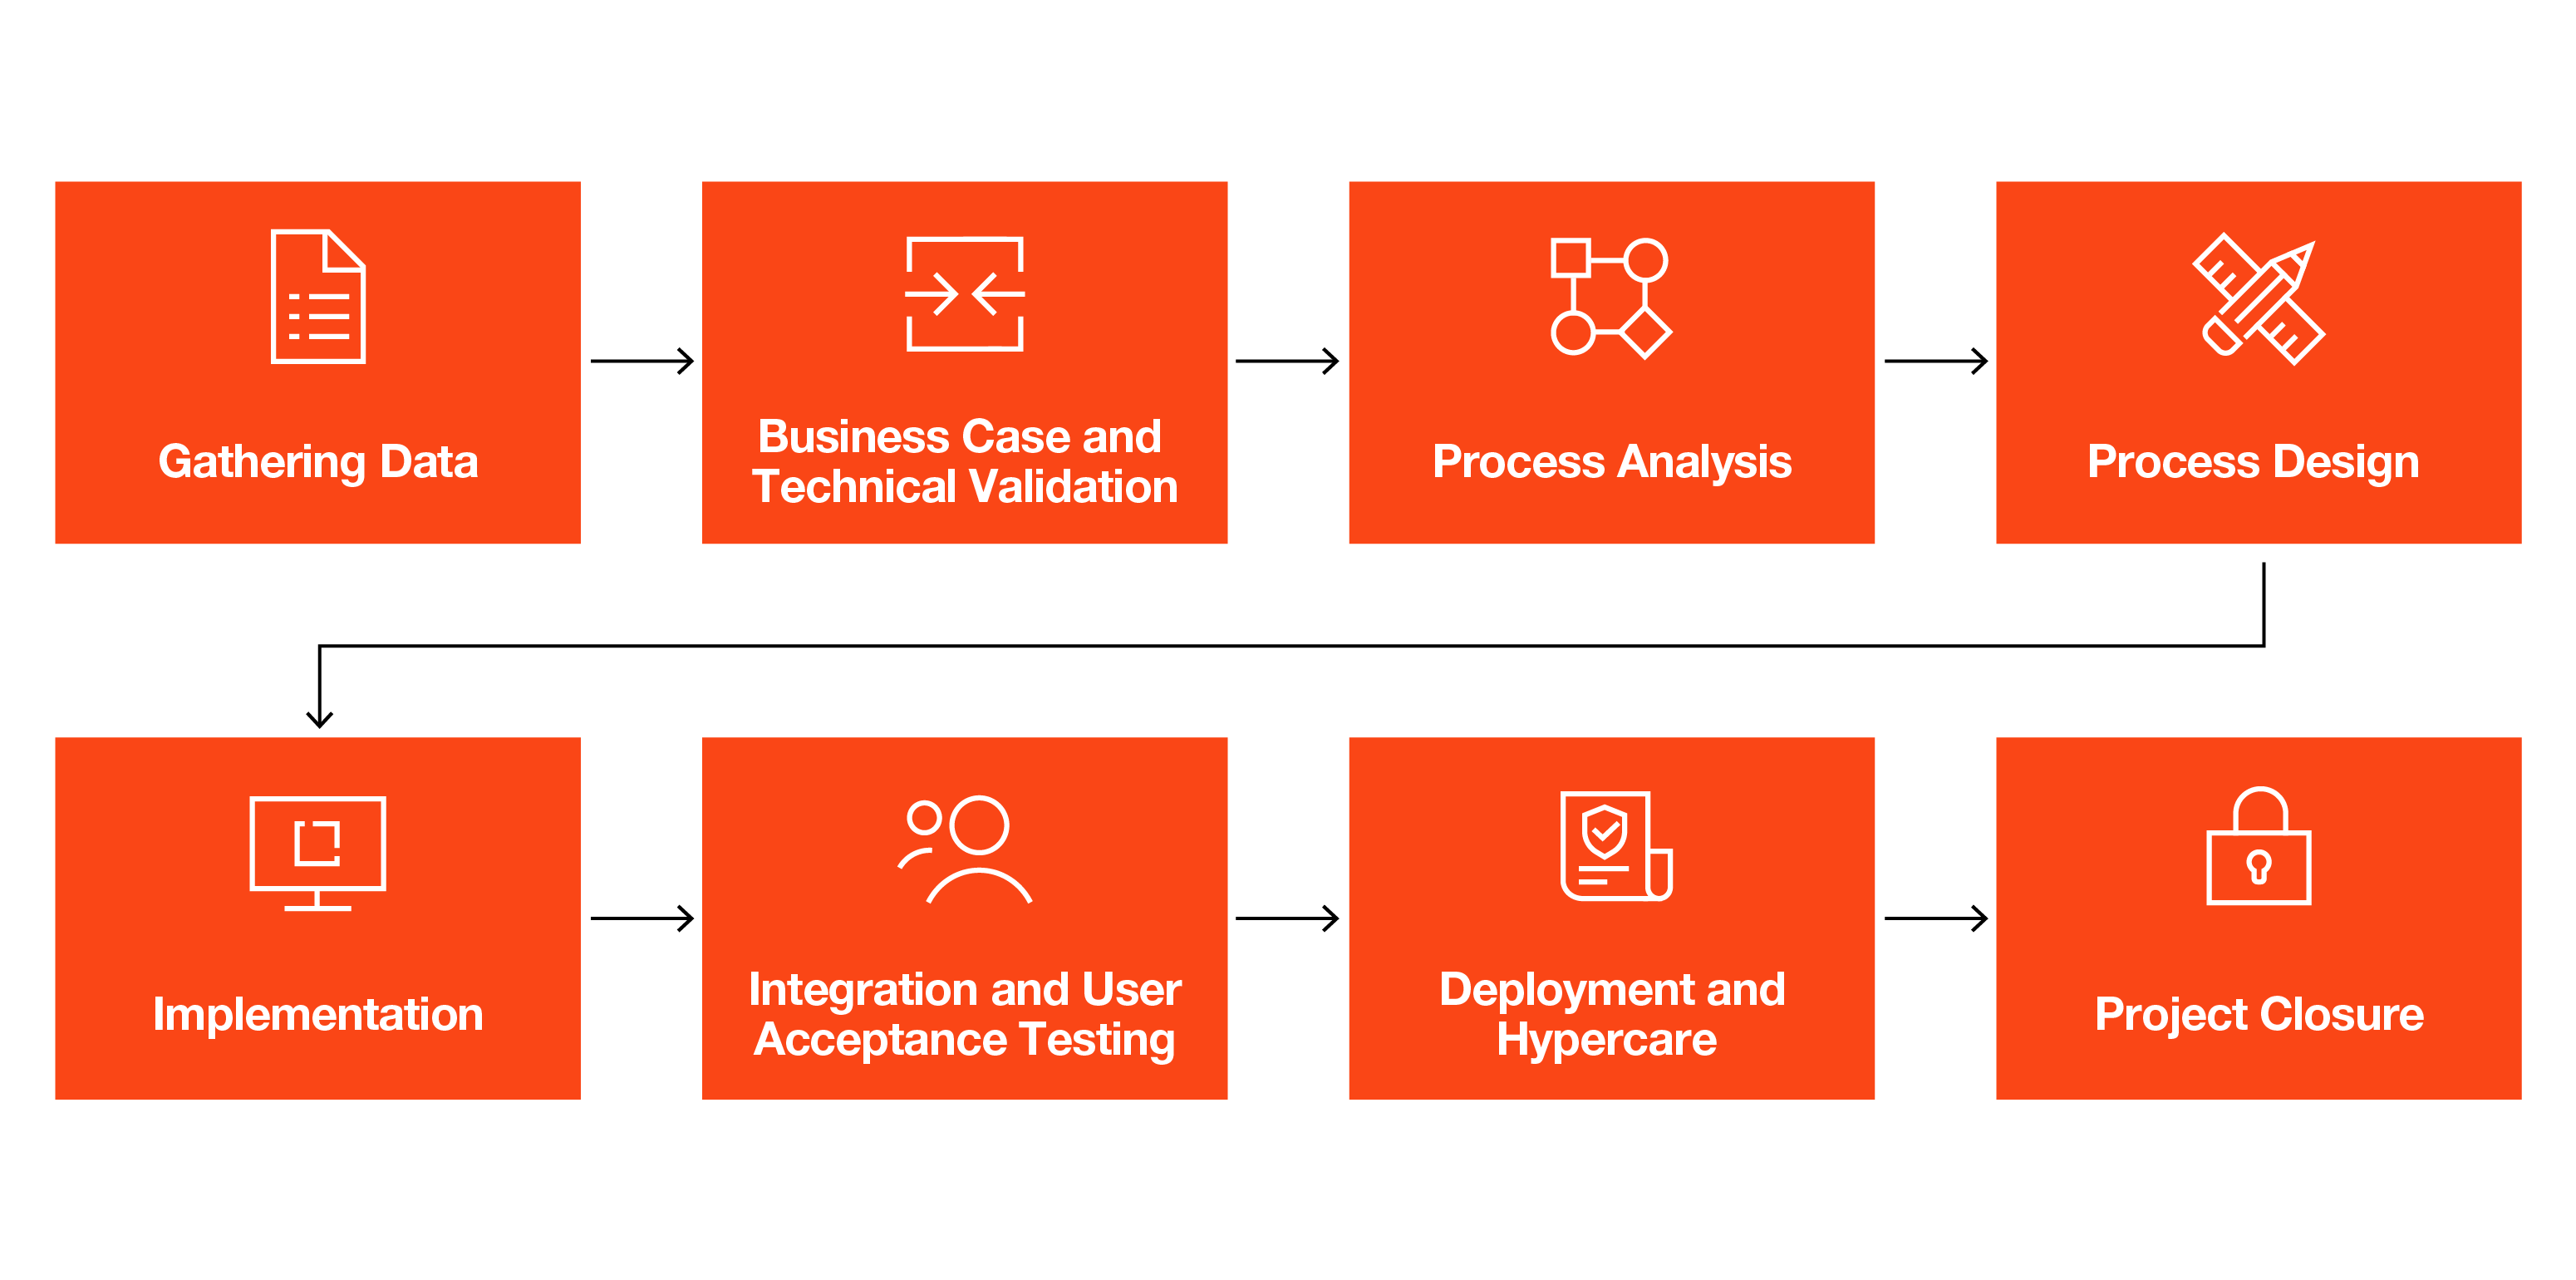 Gathering Data
Business Case and
Technical Validation
Process Analysis
Process Design
Implementation
Integration and User
Acceptance Testing
Deployment and
Hypercare
Project Closure